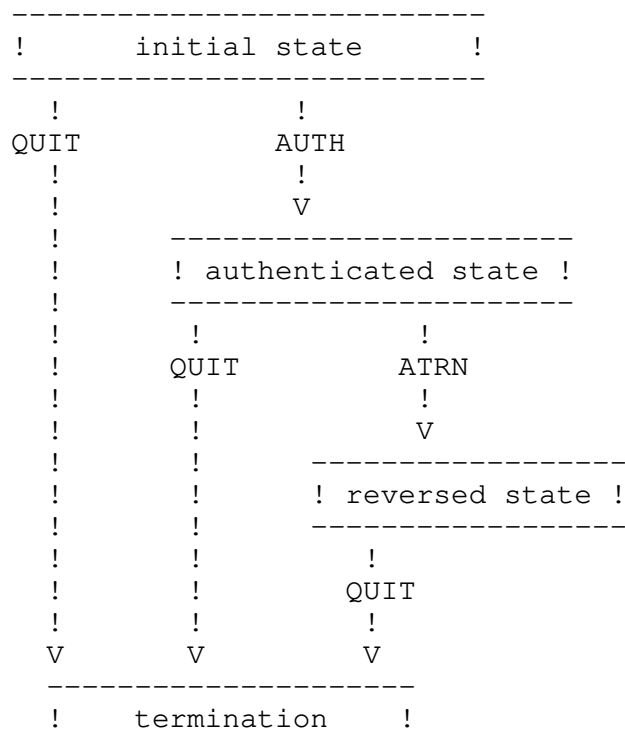 ---------------------------
!       initial state      !
---------------------------
  !             !
QUIT           AUTH
  !             !
  !             V
  !      -----------------------
  !      ! authenticated state !
  !      -----------------------
  !       !            !
  !      QUIT         ATRN
  !       !            !
  !       !            V
  !       !      ------------------
  !       !      ! reversed state !
  !       !      ------------------
  !       !         !
  !       !        QUIT
  !       !         !
  V       V         V
  ---------------------
  !    termination    !